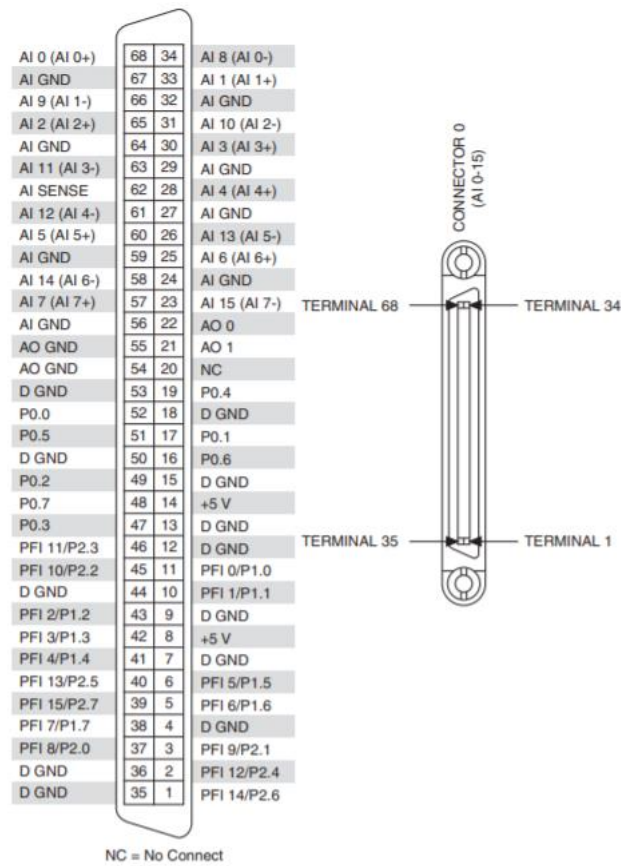 AI 0 (AI 0+) 68 34 AI 8 (AI 0-)
AI GND 67 33 AI 1 (AI 1+)
AI 9 (AI 1-) 66 32 AI GND
AI 2 (AI 2+) 65 31 AI 10 (AI 2-)
AI GND 64 30 AI 3 (AI 3+)
AI 11 (AI 3-) 63 29 AI GND
AI SENSE 62 28 AI 4 (AI 4+)
AI 12 (AI 4-) 61 27 AI GND
AI 5 (AI 5+) 60 26 AI 13 (AI 5-)
AI GND 59 25 AI 6 (AI 6+)
AI 14 (AI 6-) 58 24 AI GND
AI 7 (AI 7+) 57 23 AI 15 (AI 7-)
AI GND 56 22 AO 0
AO GND 55 21 AO 1
AO GND 54 20 NC
D GND 53 19 P0.4
P0.0 52 18 D GND
P0.5 51 17 P0.1
D GND 50 16 P0.6
P0.2 49 15 D GND
P0.7 48 14 +5 V
P0.3 47 13 D GND
PFI 11/P2.3 46 12 D GND
PFI 10/P2.2 45 11 PFI 0/P1.0
D GND 44 10 PFI 1/P1.1
PFI 2/P1.2 43 9 D GND
PFI 3/P1.3 42 8 +5 V
PFI 4/P1.4 41 7 D GND
PFI 13/P2.5 40 6 PFI 5/P1.5
PFI 15/P2.7 39 5 PFI 6/P1.6
PFI 7/P1.7 38 4 D GND
PFI 8/P2.0 37 3 PFI 9/P2.1
D GND 36 2 PFI 12/P2.4
D GND 35 1 PFI 14/P2.6
NC = No Connect
CONNECTOR 0
(AI 0-15)
TERMINAL 68 TERMINAL 34
TERMINAL 35 TERMINAL 1